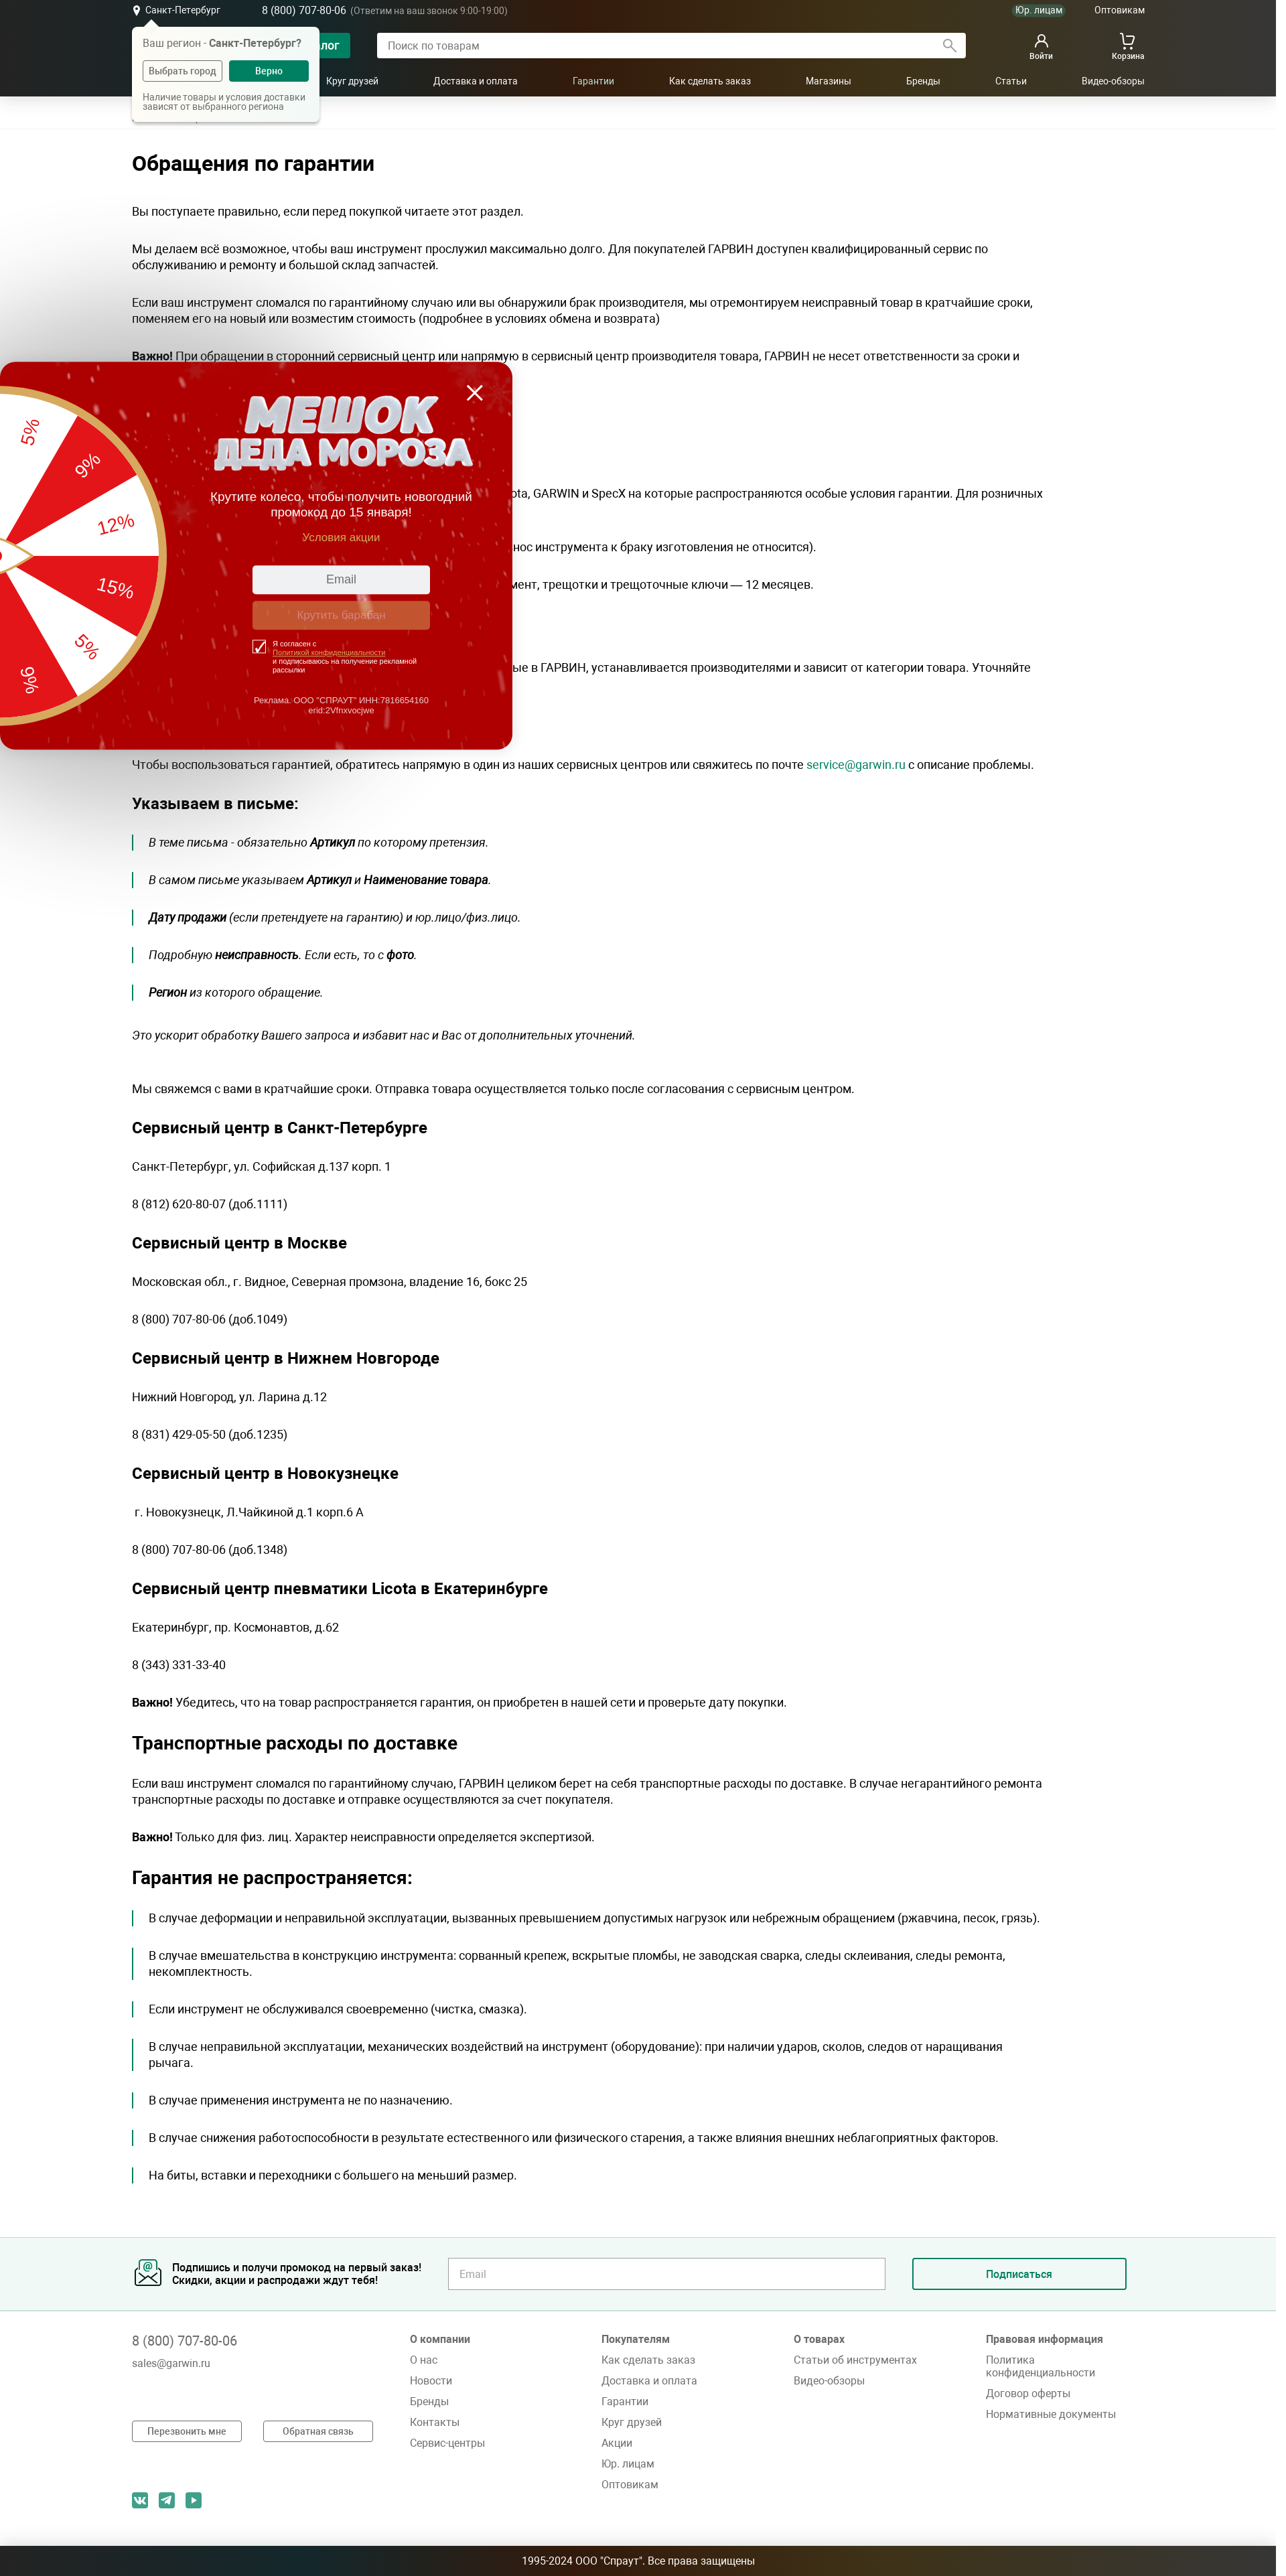 Санкт-Петербург
8 (800) 707-80-06 (Ответим на ваш звонок 9:00-19:00)
Юр. лицам
Оптовикам
Ваш регион - Санкт-Петербург?
Выбрать город
Верно
Наличие товары и условия доставки
зависят от выбранного региона
Поиск по товарам
Войти
Корзина
Круг друзей
Доставка и оплата
Гарантии
Как сделать заказ
Магазины
Бренды
Статьи
Видео-обзоры
Обращения по гарантии
Вы поступаете правильно, если перед покупкой читаете этот раздел.
Мы делаем всё возможное, чтобы ваш инструмент прослужил максимально долго. Для покупателей ГАРВИН доступен квалифицированный сервис по
обслуживанию и ремонту и большой склад запчастей.
Если ваш инструмент сломался по гарантийному случаю или вы обнаружили брак производителя, мы отремонтируем неисправный товар в кратчайшие сроки,
поменяем его на новый или возместим стоимость (подробнее в условиях обмена и возврата)
Важно! При обращении в сторонний сервисный центр или напрямую в сервисный центр производителя товара, ГАРВИН не несет ответственности за сроки и
5%
9%
12%
15%
5%
9%
МЕШОК
ДЕДА МОРОЗА
Крутите колесо, чтобы получить новогодний
промокод до 15 января!
Условия акции
Email
Крутить барабан
Я согласен с
Политикой конфиденциальности
и подписываюсь на получение рекламной
рассылки
Реклама. ООО "СПРАУТ" ИНН:7816654160
erid:2Vfnxvocjwe
GARWIN и SpecX на которые распространяются особые условия гарантии. Для розничных
инструмента к браку изготовления не относится).
трещотки и трещоточные ключи — 12 месяцев.
в ГАРВИН, устанавливается производителями и зависит от категории товара. Уточняйте
Чтобы воспользоваться гарантией, обратитесь напрямую в один из наших сервисных центров или свяжитесь по почте service@garwin.ru с описание проблемы.
Указываем в письме:
В теме письма - обязательно Артикул по которому претензия.
В самом письме указываем Артикул и Наименование товара.
Дату продажи (если претендуете на гарантию) и юр.лицо/физ.лицо.
Подробную неисправность. Если есть, то с фото.
Регион из которого обращение.
Это ускорит обработку Вашего запроса и избавит нас и Вас от дополнительных уточнений.
Мы свяжемся с вами в кратчайшие сроки. Отправка товара осуществляется только после согласования с сервисным центром.
Сервисный центр в Санкт-Петербурге
Санкт-Петербург, ул. Софийская д.137 корп. 1
8 (812) 620-80-07 (доб.1111)
Сервисный центр в Москве
Московская обл., г. Видное, Северная промзона, владение 16, бокс 25
8 (800) 707-80-06 (доб.1049)
Сервисный центр в Нижнем Новгороде
Нижний Новгород, ул. Ларина д.12
8 (831) 429-05-50 (доб.1235)
Сервисный центр в Новокузнецке
г. Новокузнецк, Л.Чайкиной д.1 корп.6 А
8 (800) 707-80-06 (доб.1348)
Сервисный центр пневматики Licota в Екатеринбурге
Екатеринбург, пр. Космонавтов, д.62
8 (343) 331-33-40
Важно! Убедитесь, что на товар распространяется гарантия, он приобретен в нашей сети и проверьте дату покупки.
Транспортные расходы по доставке
Если ваш инструмент сломался по гарантийному случаю, ГАРВИН целиком берет на себя транспортные расходы по доставке. В случае негарантийного ремонта
транспортные расходы по доставке и отправке осуществляются за счет покупателя.
Важно! Только для физ. лиц. Характер неисправности определяется экспертизой.
Гарантия не распространяется:
В случае деформации и неправильной эксплуатации, вызванных превышением допустимых нагрузок или небрежным обращением (ржавчина, песок, грязь).
В случае вмешательства в конструкцию инструмента: сорванный крепеж, вскрытые пломбы, не заводская сварка, следы склеивания, следы ремонта,
некомплектность.
Если инструмент не обслуживался своевременно (чистка, смазка).
В случае неправильной эксплуатации, механических воздействий на инструмент (оборудование): при наличии ударов, сколов, следов от наращивания
рычага.
В случае применения инструмента не по назначению.
В случае снижения работоспособности в результате естественного или физического старения, а также влияния внешних неблагоприятных факторов.
На биты, вставки и переходники с большего на меньший размер.
Подпишись и получи промокод на первый заказ!
Скидки, акции и распродажи ждут тебя!
Email
Подписаться
8 (800) 707-80-06
sales@garwin.ru
Перезвонить мне
Обратная связь
О компании
О нас
Новости
Бренды
Контакты
Сервис-центры
Покупателям
Как сделать заказ
Доставка и оплата
Гарантии
Круг друзей
Акции
Юр. лицам
Оптовикам
О товарах
Статьи об инструментах
Видео-обзоры
Правовая информация
Политика
конфиденциальности
Договор оферты
Нормативные документы
1995-2024 ООО "Спраут". Все права защищены